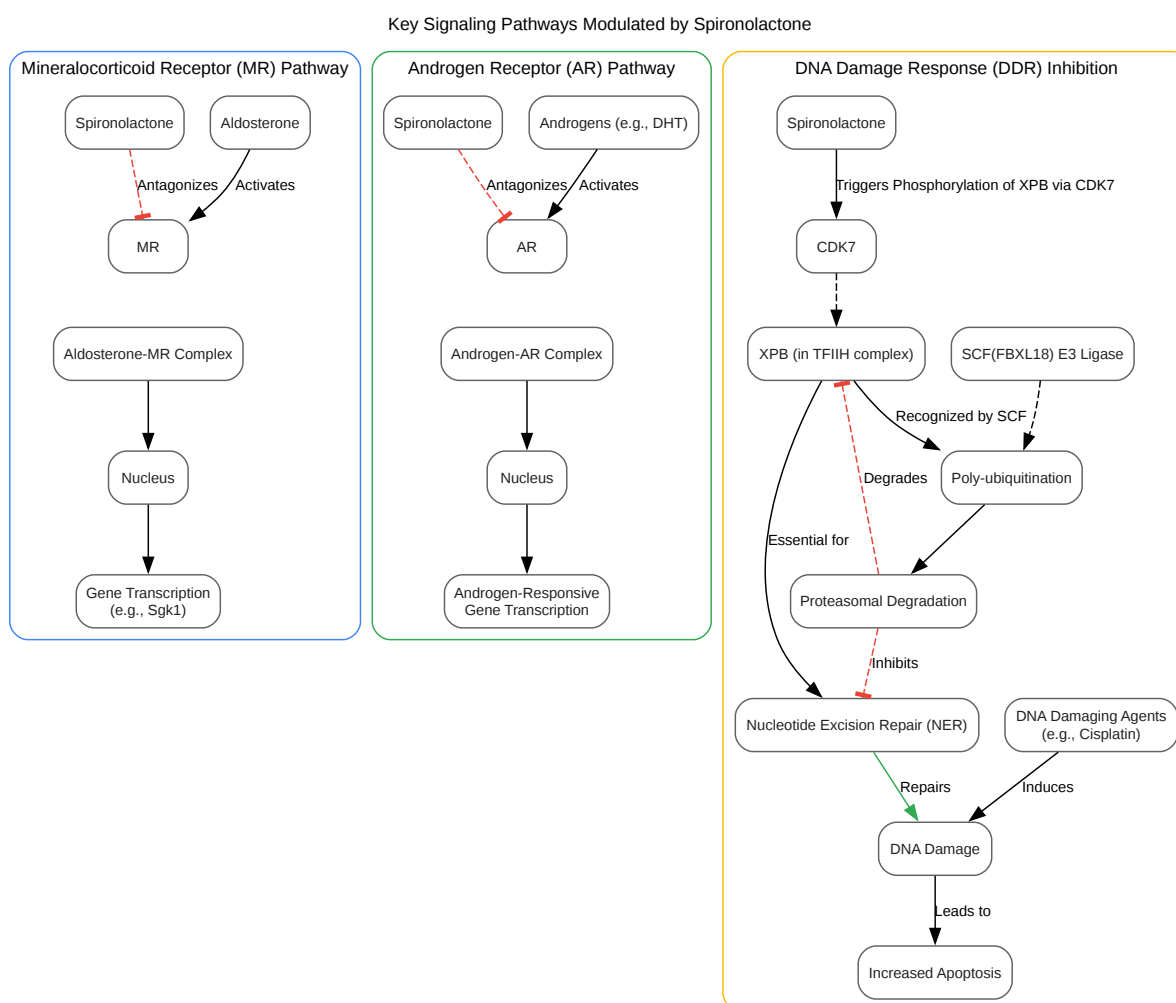 Key Signaling Pathways Modulated by Spironolactone
Mineralocorticoid Receptor (MR) Pathway
Spironolactone
Aldosterone
Antagonizes
Activates
MR
Aldosterone-MR Complex
Nucleus
Gene Transcription
(e.g., Sgk1)
Androgen Receptor (AR) Pathway
Spironolactone
Androgens (e.g., DHT)
Antagonizes
Activates
AR
Androgen-AR Complex
Nucleus
Androgen-Responsive
Gene Transcription
DNA Damage Response (DDR) Inhibition
Spironolactone
Triggers Phosphorylation of XPB via CDK7
CDK7
XPB (in TFIIH complex)
SCF(FBXL18) E3 Ligase
Recognized by SCF
Degrades
Poly-ubiquitination
Essential for
Proteasomal Degradation
Inhibits
Nucleotide Excision Repair (NER)
DNA Damaging Agents
(e.g., Cisplatin)
Repairs
Induces
DNA Damage
Leads to
Increased Apoptosis